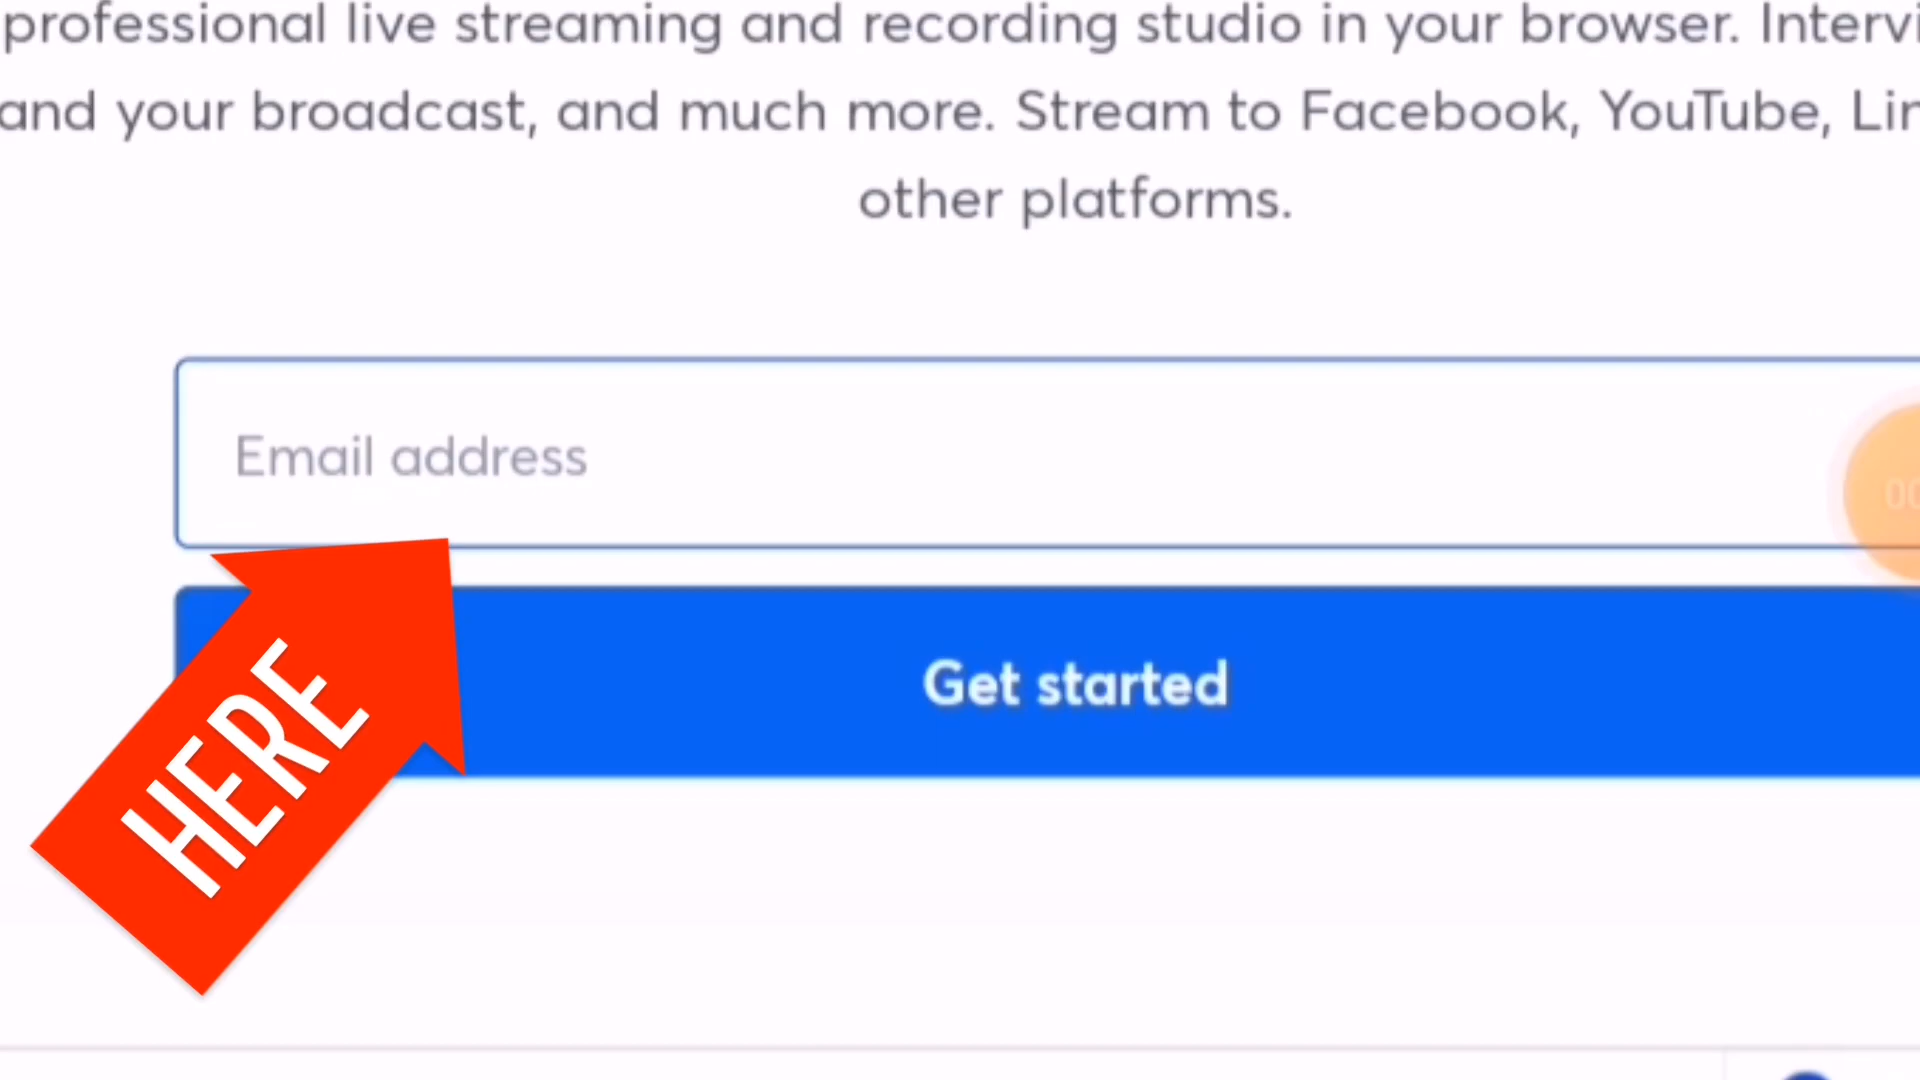 professional live streaming and recording studio in your browser.
and your broadcast, and much more. Stream to Facebook, YouTube,
other platforms.
Email address
Get started
HERE